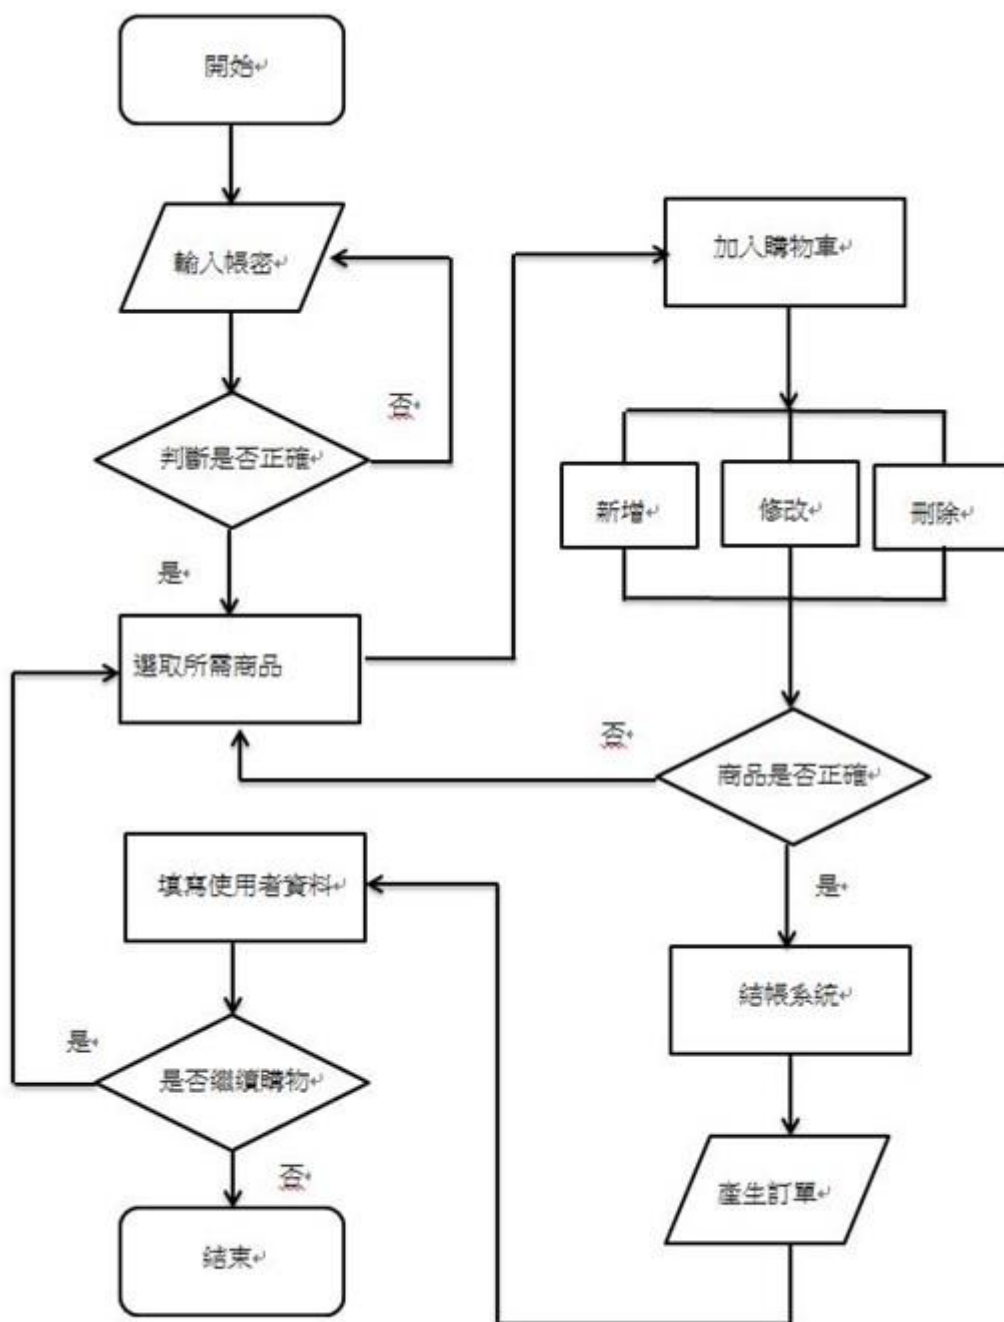 開始
輸入帳密
判斷是否正確
否
是
選取所需商品
加入購物車
新增
修改
刪除
商品是否正確
否
是
結帳系統
產生訂單
填寫使用者資料
是否繼續購物
是
否
結束